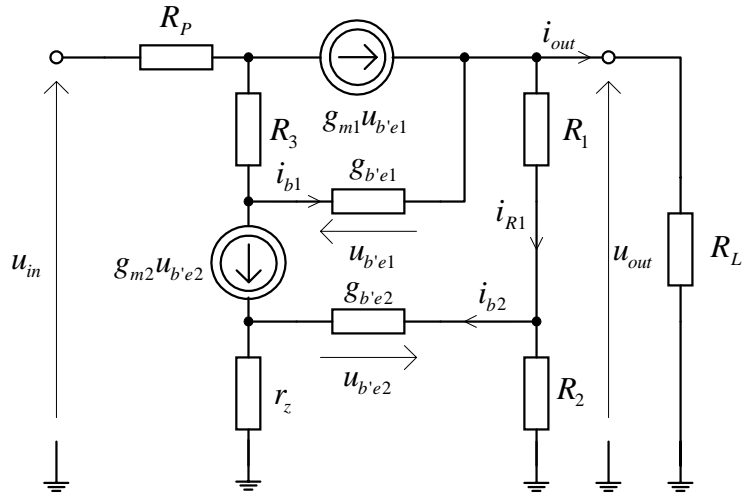 R_P
i_out
g_m1 u_b'e1
R_3
R_1
g_b'e1
i_b1
i_R1
u_in
g_m2 u_b'e2
u_b'e1
u_out
R_L
g_b'e2
i_b2
u_b'e2
r_z
R_2